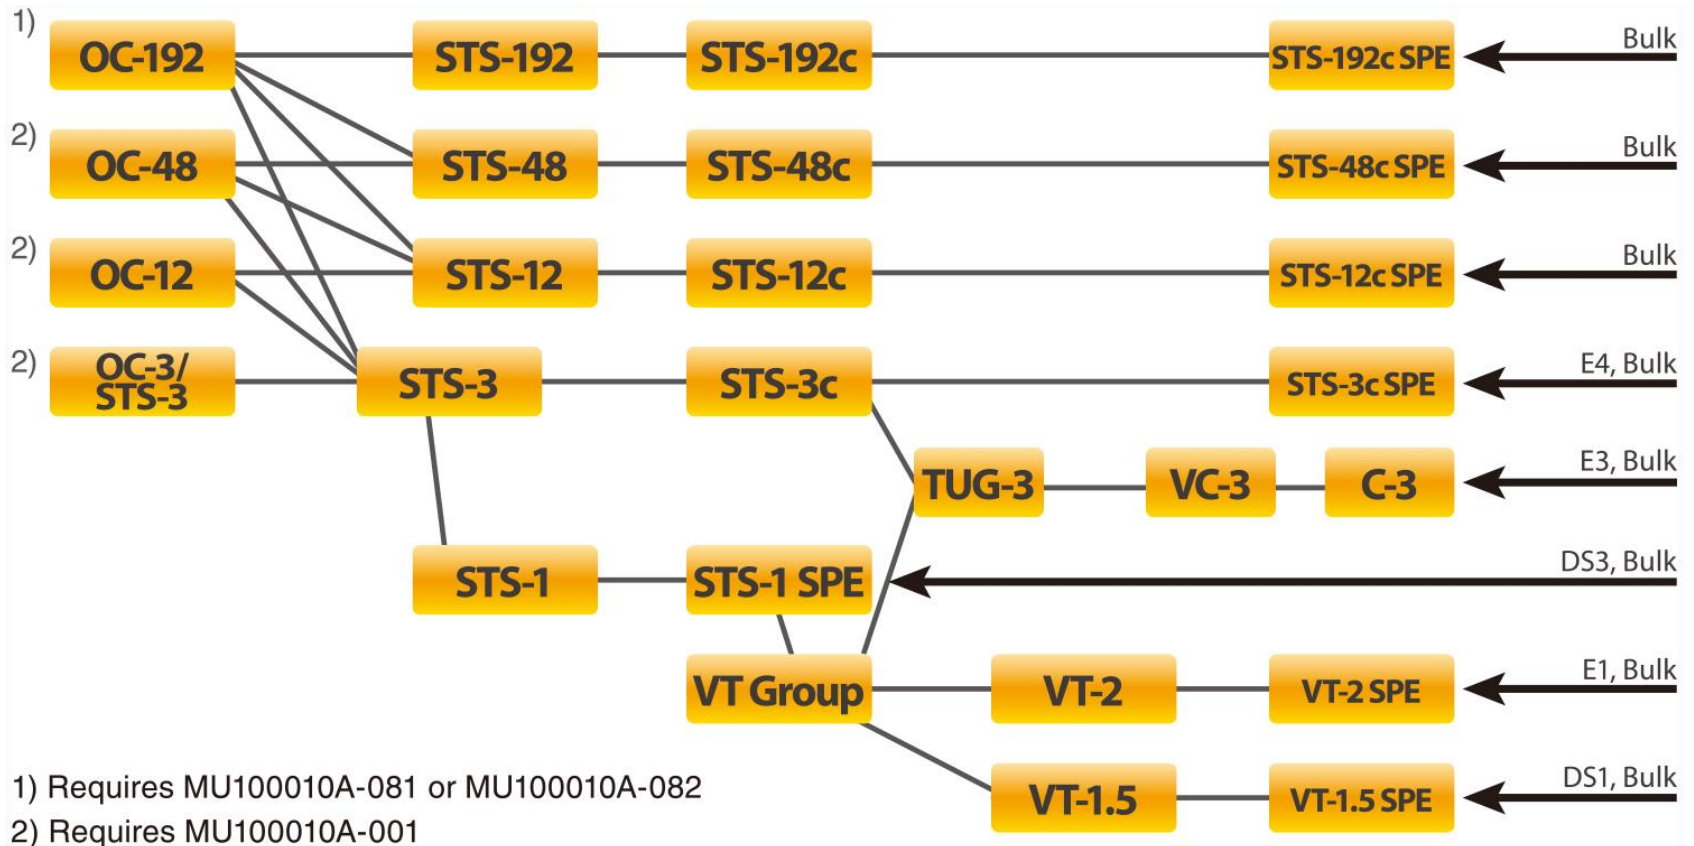 1)
OC-192
STS-192
STS-192c
STS-192c SPE
Bulk
2)
OC-48
STS-48
STS-48c
STS-48c SPE
Bulk
2)
OC-12
STS-12
STS-12c
STS-12c SPE
Bulk
2)
OC-3/
STS-3
STS-3
STS-3c
STS-3c SPE
E4, Bulk
TUG-3
VC-3
C-3
E3, Bulk
STS-1
STS-1 SPE
DS3, Bulk
VT Group
VT-2
VT-2 SPE
E1, Bulk
VT-1.5
VT-1.5 SPE
DS1, Bulk
1) Requires MU100010A-081 or MU100010A-082
2) Requires MU100010A-001